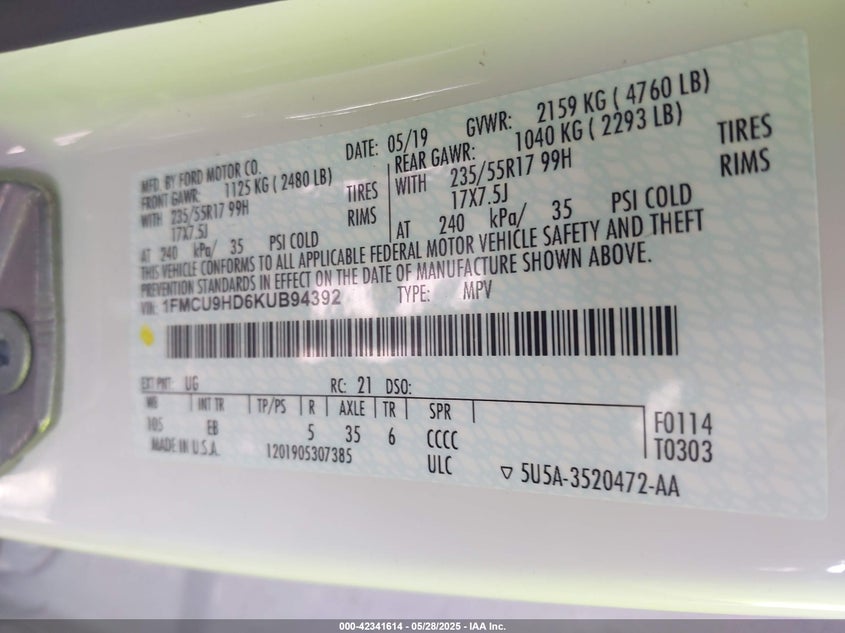 MFD. BY FORD MOTOR CO.
DATE: 05/19 GVWR: 2159 KG ( 4760 LB)
FRONT GAWR: 1125 KG ( 2480 LB)
REAR GAWR: 1040 KG ( 2293 LB)
WITH 235/55R17 99H TIRES
WITH 235/55R17 99H TIRES
17X7.5J RIMS
17X7.5J RIMS
AT 240 kPa/ 35 PSI COLD
AT 240 kPa/ 35 PSI COLD
THIS VEHICLE CONFORMS TO ALL APPLICABLE FEDERAL MOTOR VEHICLE SAFETY AND THEFT
PREVENTION STANDARDS IN EFFECT ON THE DATE OF MANUFACTURE SHOWN ABOVE.
VIN: 1FMCU9HD6KUB94392 TYPE: MPV
EXT PNT: UG RC: 21 DSO:
WB INT TR TP/PS R AXLE TR SPR
105 EB 5 35 6 CCCC
F0114
T0303
MADE IN U.S.A. 1201905307385 ULC
5U5A-3520472-AA
000-42341614 - 05/28/2025 - IAA Inc.